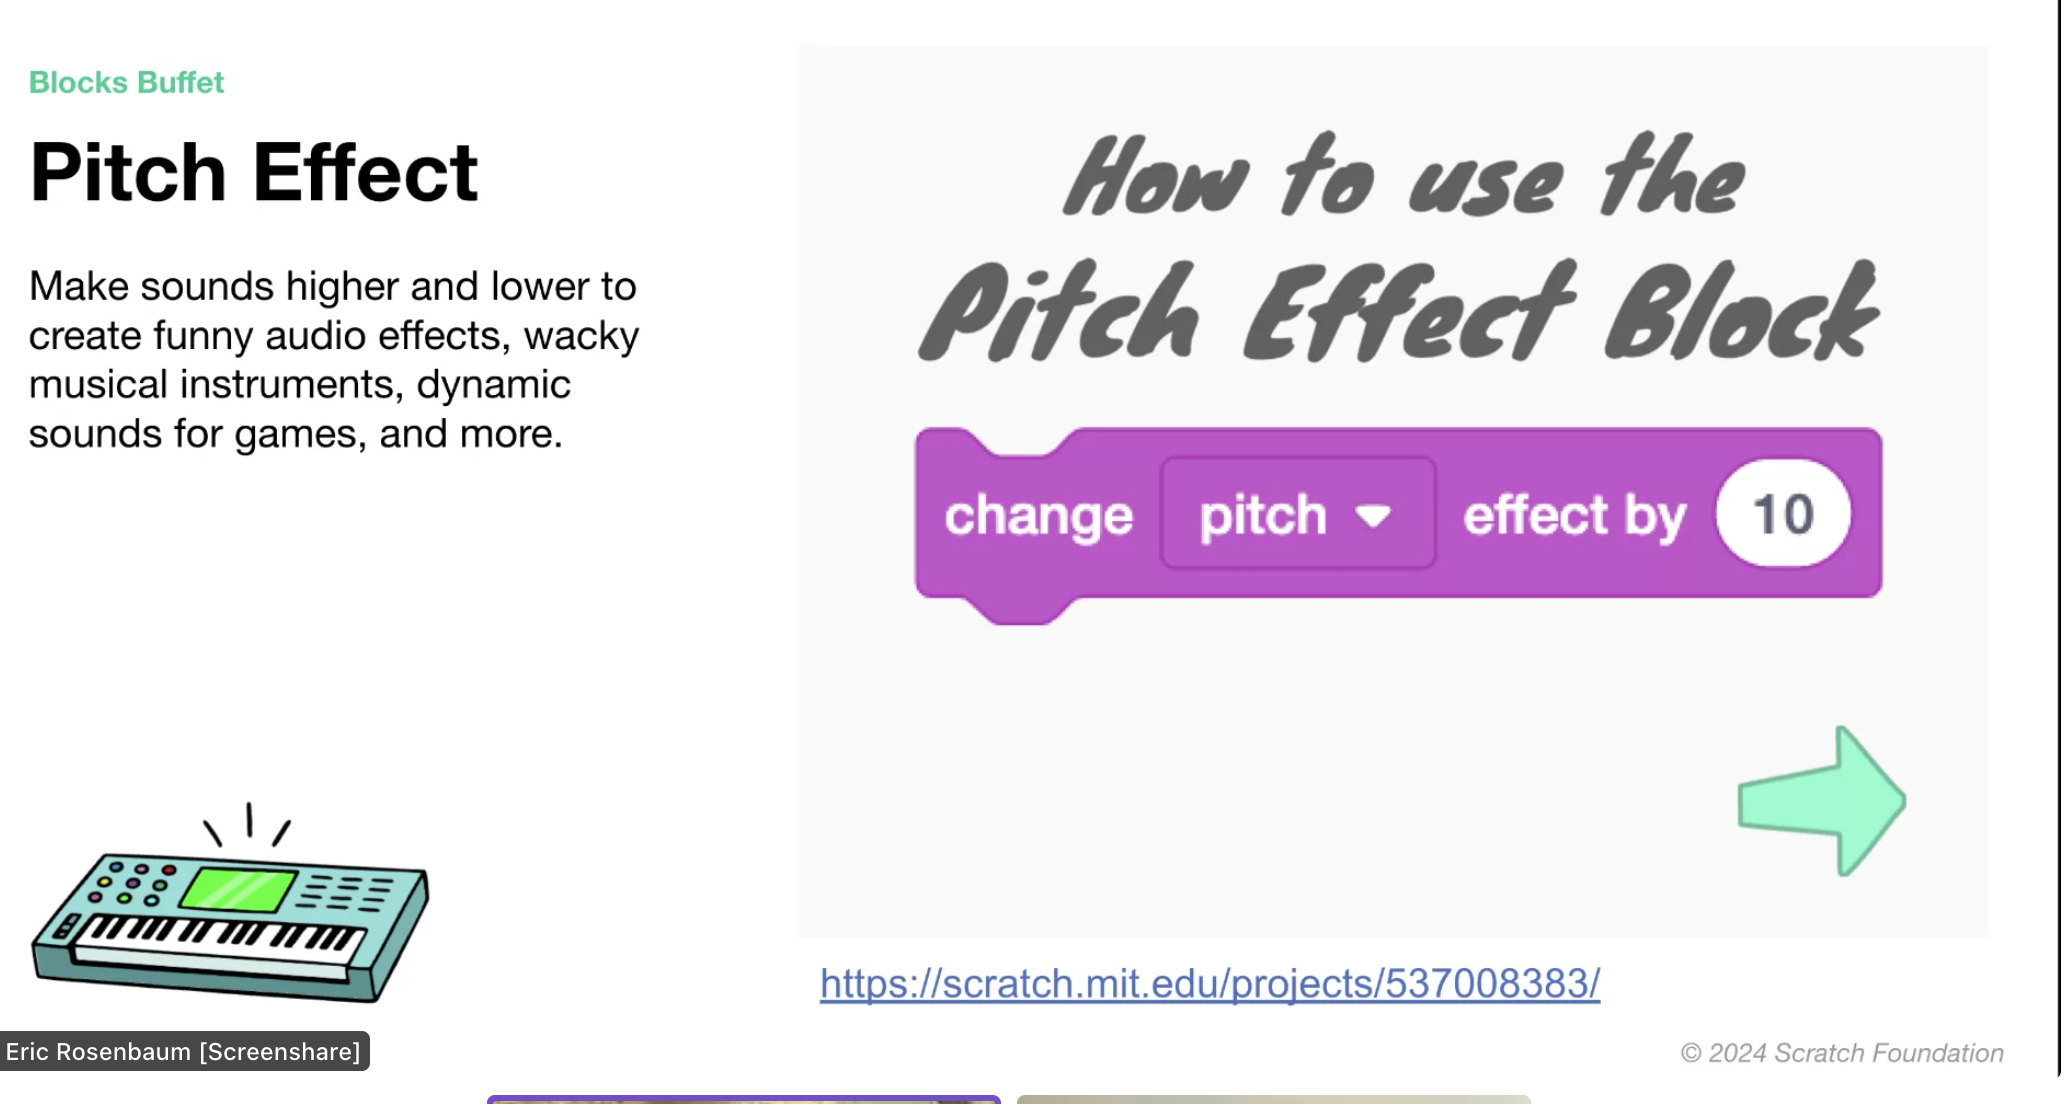 Blocks Buffet
Pitch Effect
Make sounds higher and lower to
create funny audio effects, wacky
musical instruments, dynamic
sounds for games, and more.
How to use the
Pitch Effect Block
change pitch effect by 10
https://scratch.mit.edu/projects/537008383/
Eric Rosenbaum [Screenshare]
© 2024 Scratch Foundation